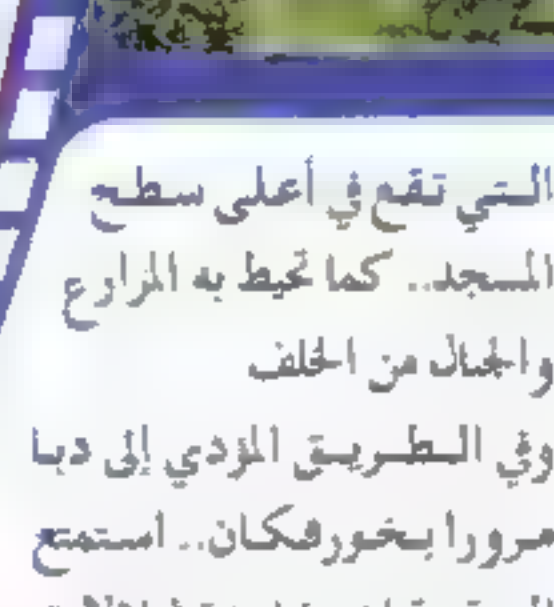 التي تقع في أعلى سطح
المسجد.. كما تحيط به المزارع
والجبال من الخلف
وفي الطريق المؤدي إلى دبا
مرورا بخورفكان.. استمتع